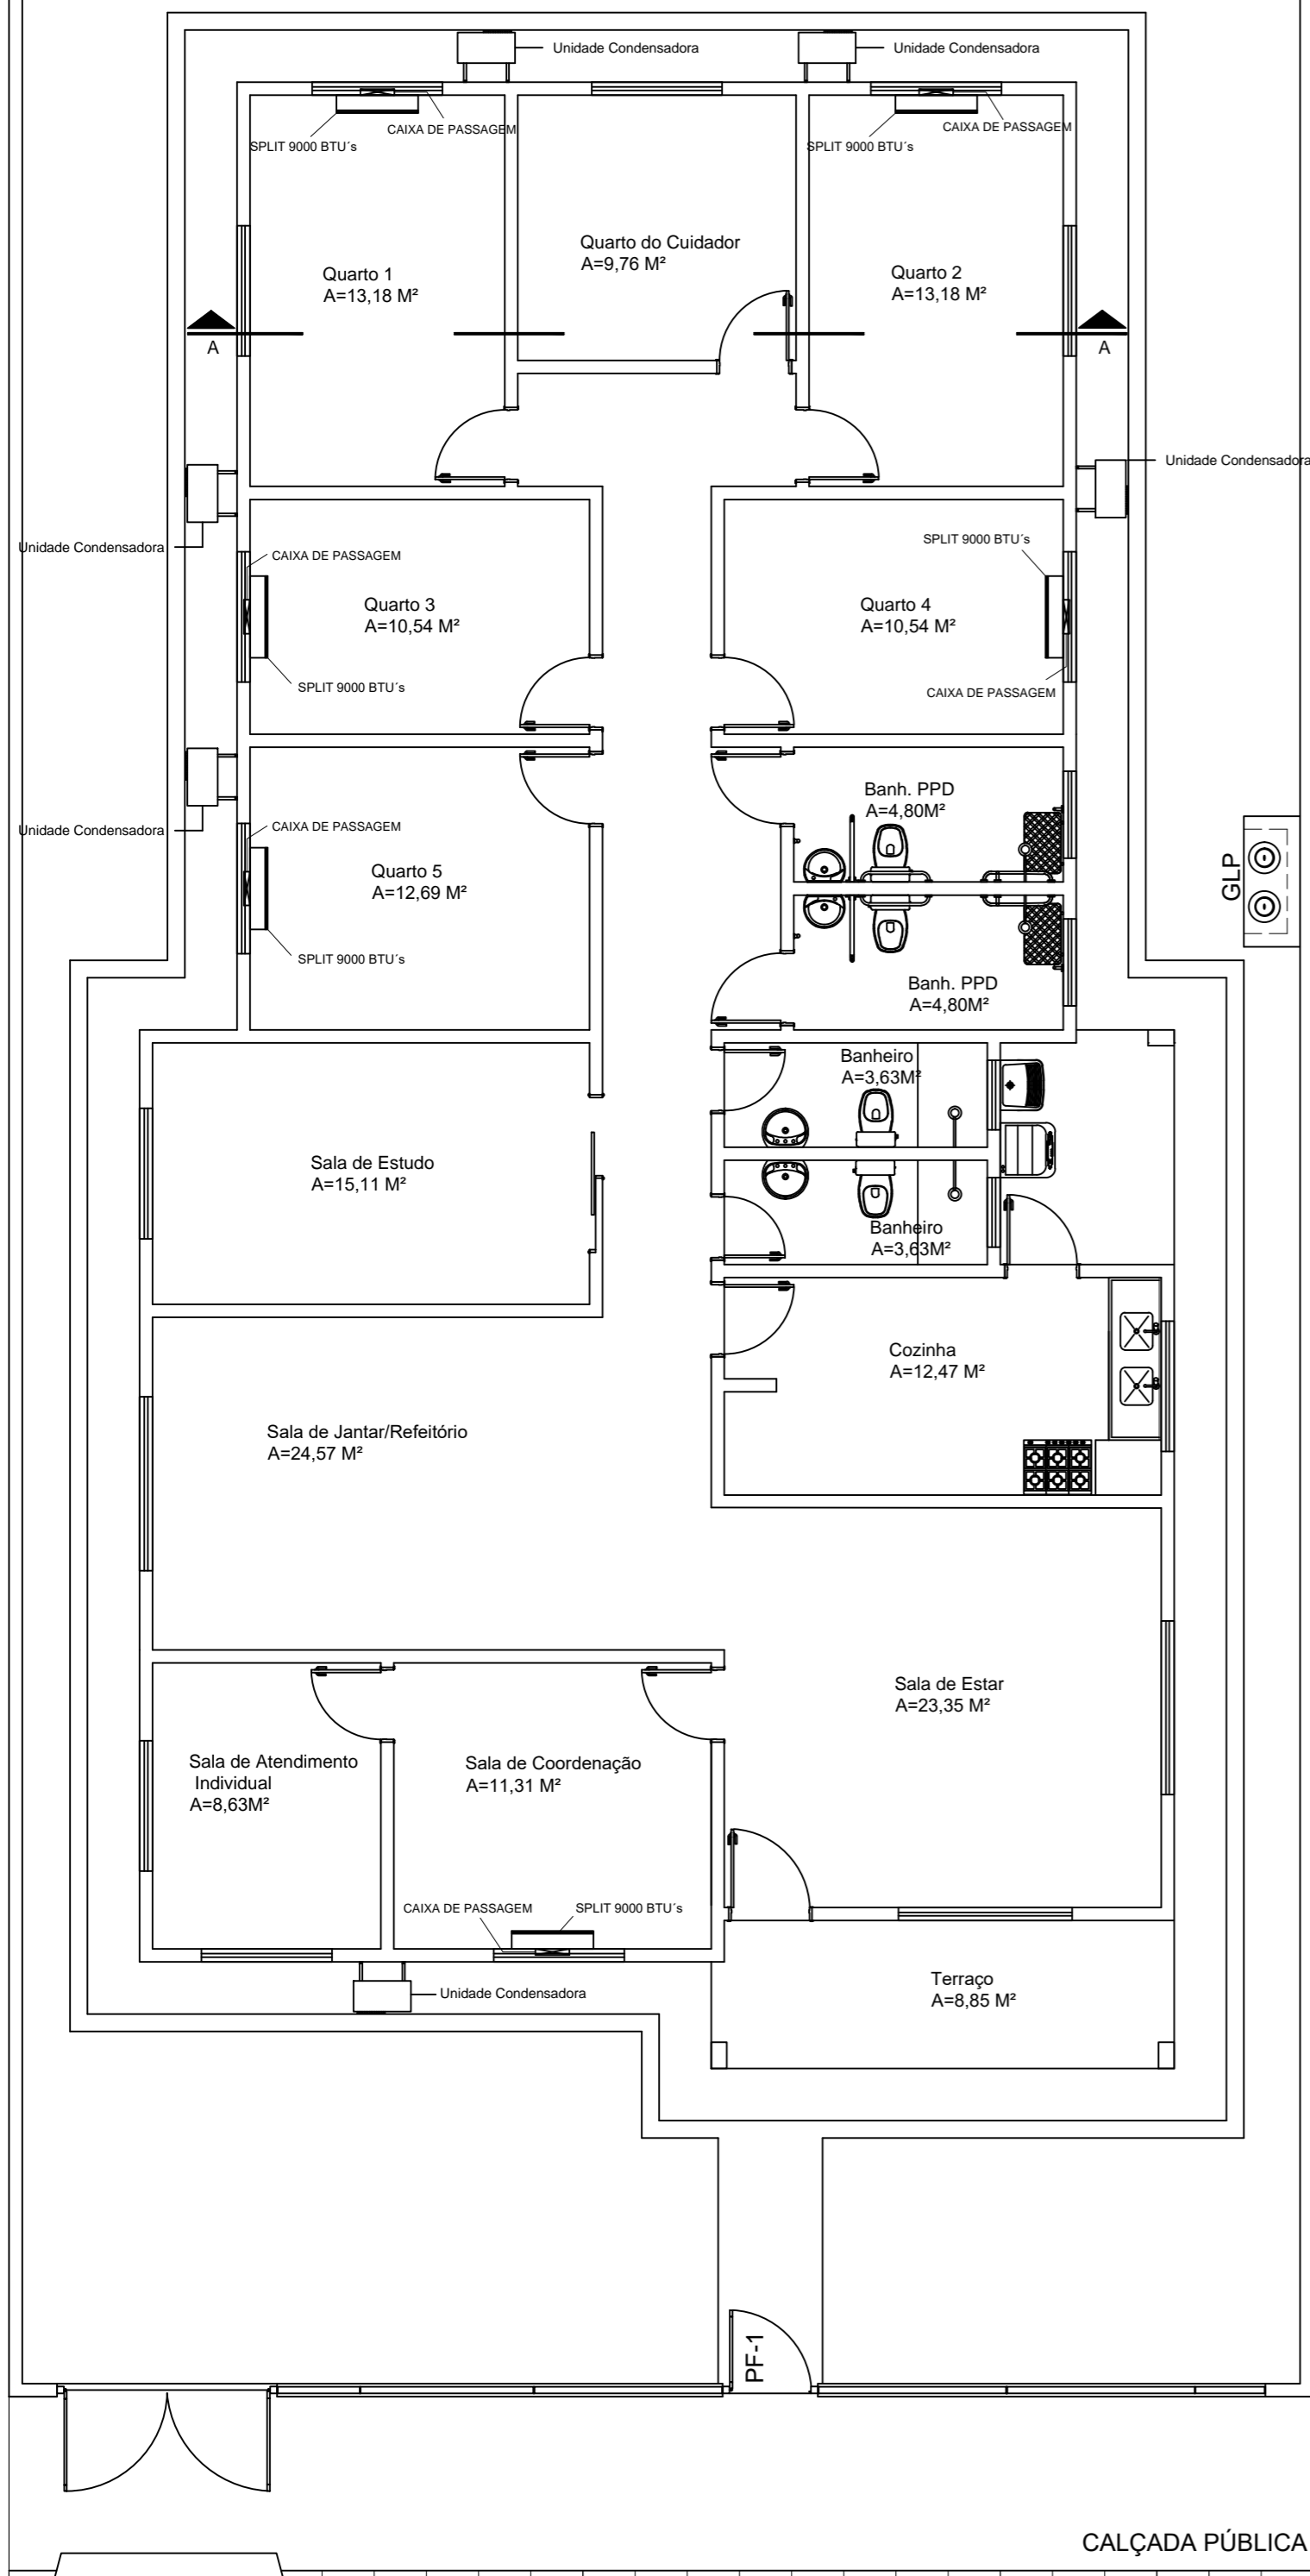 Unidade Condensadora
Unidade Condensadora
CAIXA DE PASSAGEM
SPLIT 9000 BTU´s
CAIXA DE PASSAGEM
SPLIT 9000 BTU´s
Quarto 1
A=13,18 M²
Quarto do Cuidador
A=9,76 M²
Quarto 2
A=13,18 M²
A
A
Unidade Condensadora
Unidade Condensadora
CAIXA DE PASSAGEM
SPLIT 9000 BTU´s
Quarto 3
A=10,54 M²
Quarto 4
A=10,54 M²
SPLIT 9000 BTU´s
CAIXA DE PASSAGEM
Unidade Condensadora
CAIXA DE PASSAGEM
Quarto 5
A=12,69 M²
SPLIT 9000 BTU´s
Banh. PPD
A=4,80M²
GLP
Banh. PPD
A=4,80M²
Banheiro
A=3,63M²
Sala de Estudo
A=15,11 M²
Banheiro
A=3,63M²
Cozinha
A=12,47 M²
Sala de Jantar/Refeitório
A=24,57 M²
Sala de Estar
A=23,35 M²
Sala de Atendimento
Individual
A=8,63M²
Sala de Coordenação
A=11,31 M²
CAIXA DE PASSAGEM
SPLIT 9000 BTU´s
Unidade Condensadora
Terraço
A=8,85 M²
PF-1
CALÇADA PÚBLICA